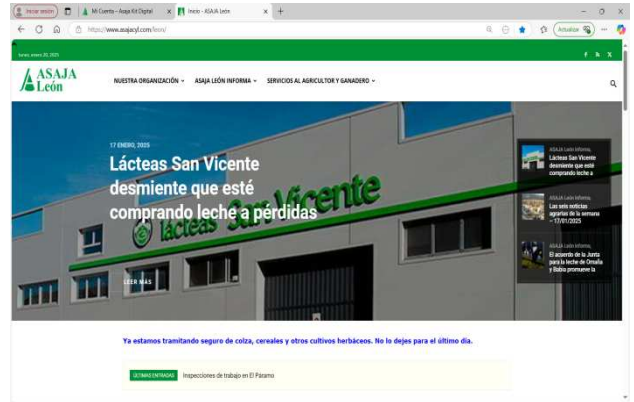 Iniciar sesión
Mi Cuenta – Asaja Kit Digital
Inicio - ASAJA León
https://www.asajacyl.com/leon/
Actualizar
lunes, enero 20, 2025
ASAJA
León
NUESTRA ORGANIZACIÓN
ASAJA LEÓN INFORMA
SERVICIOS AL AGRICULTOR Y GANADERO
17 ENERO, 2025
Lácteas San Vicente
desmiente que esté
comprando leche a pérdidas
LEER MÁS
lácteas San Vicente
ASAJA León Informa,
Lácteas San Vicente
desmiente que esté
comprando leche a
ASAJA León Informa,
Las seis noticias
agrarias de la semana
– 17/01/2025
ASAJA León Informa,
El acuerdo de la Junta
para la leche de Omaña
y Babia promueve la
Ya estamos tramitando seguro de colza, cereales y otros cultivos herbáceos. No lo dejes para el último día.
ÚLTIMAS ENTRADAS
Inspecciones de trabajo en El Páramo